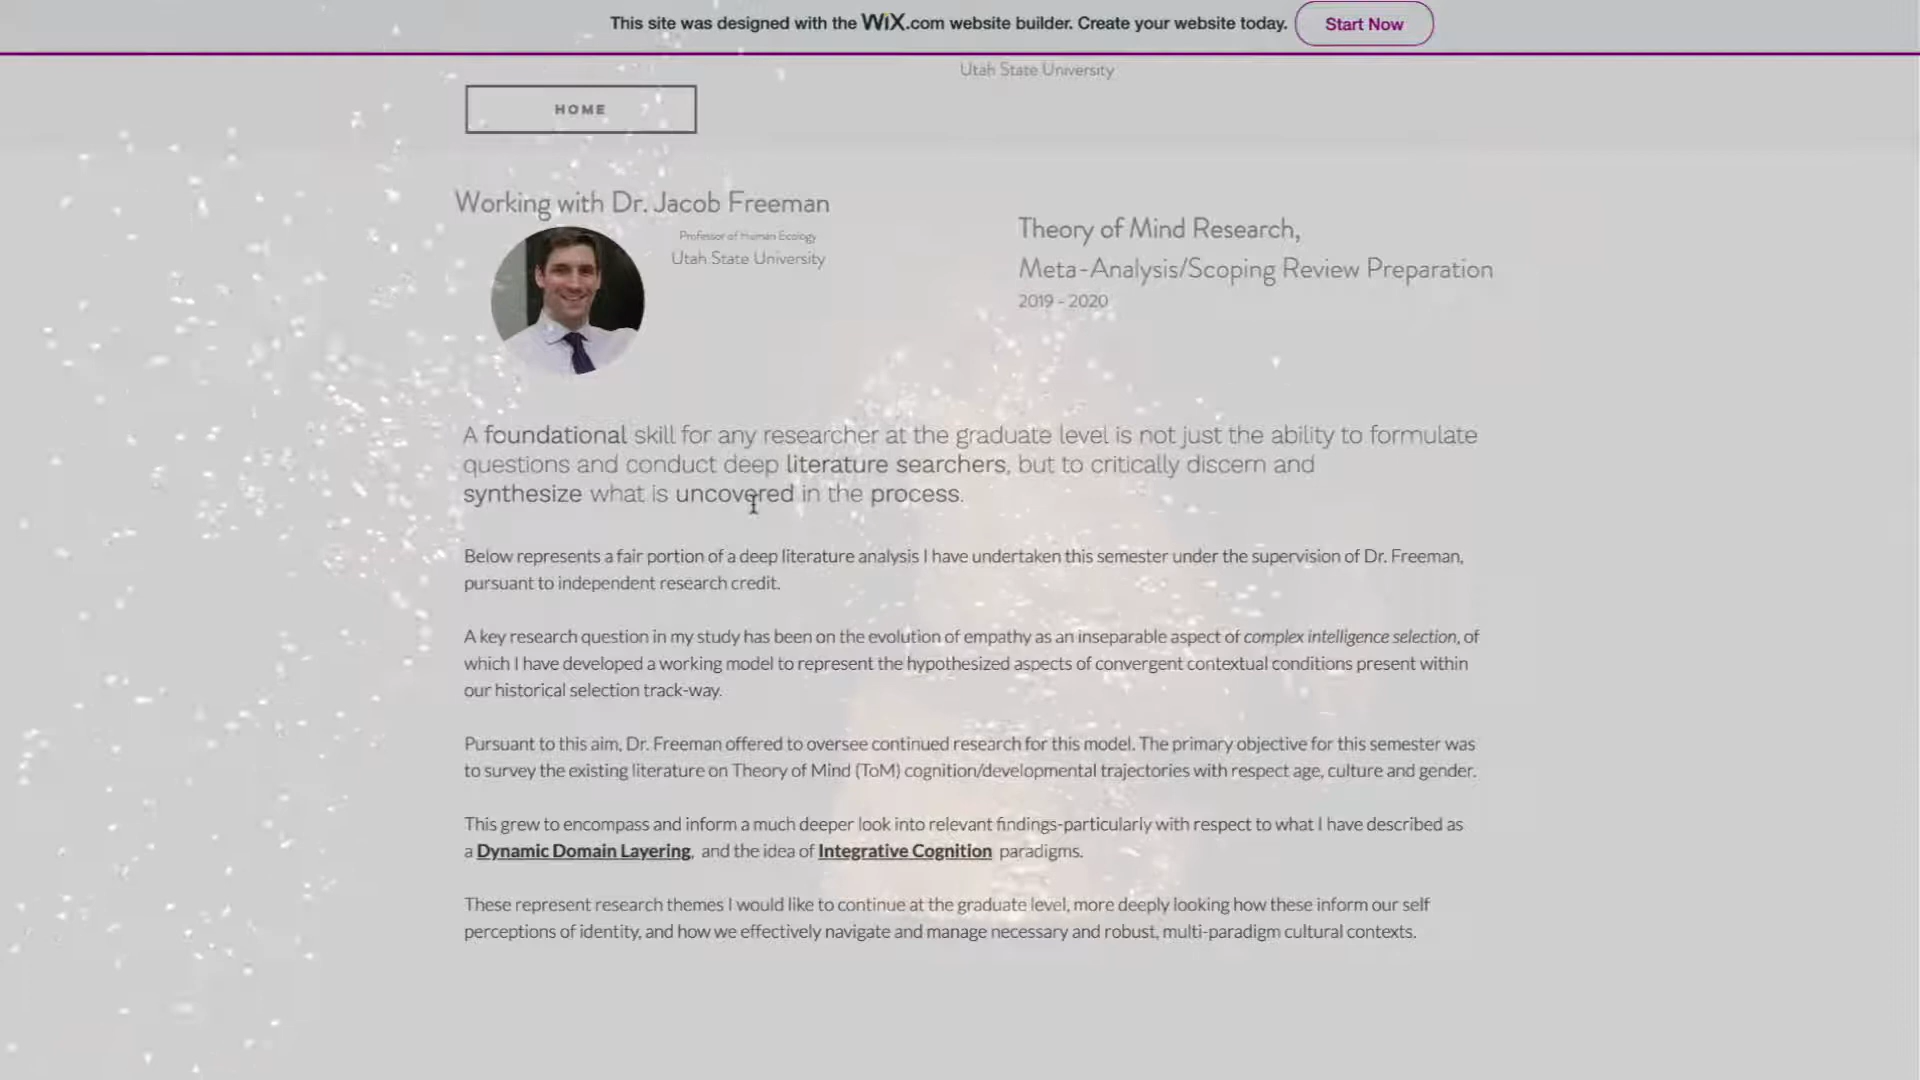 This site was designed with the WiX.com website builder. Create your website today.
Start Now
Utah State University
HOME
Working with Dr. Jacob Freeman
Professor of Human Ecology
Utah State University
Theory of Mind Research,
Meta-Analysis/Scoping Review Preparation
2019 - 2020
A foundational skill for any researcher at the graduate level is not just the ability to formulate
questions and conduct deep literature searchers, but to critically discern and
synthesize what is uncovered in the process.
Below represents a fair portion of a deep literature analysis I have undertaken this semester under the supervision of Dr. Freeman,
pursuant to independent research credit.
A key research question in my study has been on the evolution of empathy as an inseparable aspect of complex intelligence selection, of
which I have developed a working model to represent the hypothesized aspects of convergent contextual conditions present within
our historical selection track-way.
Pursuant to this aim, Dr. Freeman offered to oversee continued research for this model. The primary objective for this semester was
to survey the existing literature on Theory of Mind (ToM) cognition/developmental trajectories with respect age, culture and gender.
This grew to encompass and inform a much deeper look into relevant findings-particularly with respect to what I have described as
a Dynamic Domain Layering, and the idea of Integrative Cognition paradigms.
These represent research themes I would like to continue at the graduate level, more deeply looking how these inform our self
perceptions of identity, and how we effectively navigate and manage necessary and robust, multi-paradigm cultural contexts.